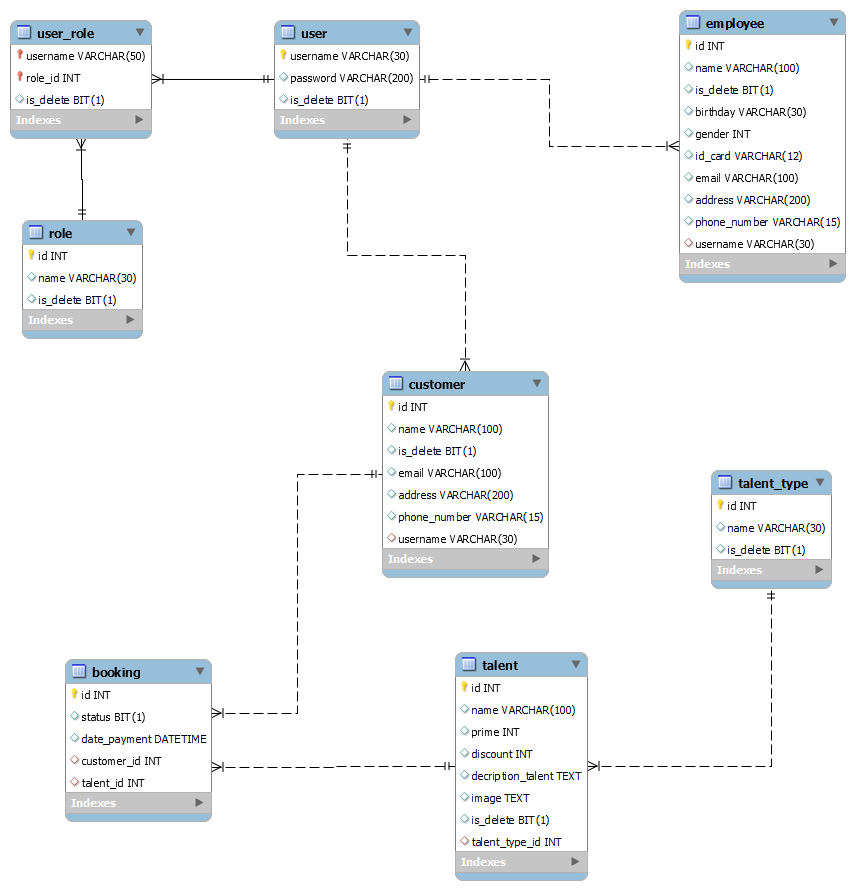 user_role
username VARCHAR(50)
role_id INT
is_delete BIT(1)
Indexes
user
username VARCHAR(30)
password VARCHAR(200)
is_delete BIT(1)
Indexes
employee
id INT
name VARCHAR(100)
is_delete BIT(1)
birthday VARCHAR(30)
gender INT
id_card VARCHAR(12)
email VARCHAR(100)
address VARCHAR(200)
phone_number VARCHAR(15)
username VARCHAR(30)
Indexes
role
id INT
name VARCHAR(30)
is_delete BIT(1)
Indexes
customer
id INT
name VARCHAR(100)
is_delete BIT(1)
email VARCHAR(100)
address VARCHAR(200)
phone_number VARCHAR(15)
username VARCHAR(30)
Indexes
talent_type
id INT
name VARCHAR(30)
is_delete BIT(1)
Indexes
booking
id INT
status BIT(1)
date_payment DATETIME
customer_id INT
talent_id INT
Indexes
talent
id INT
name VARCHAR(100)
prime INT
discount INT
decription_talent TEXT
image TEXT
is_delete BIT(1)
talent_type_id INT
Indexes